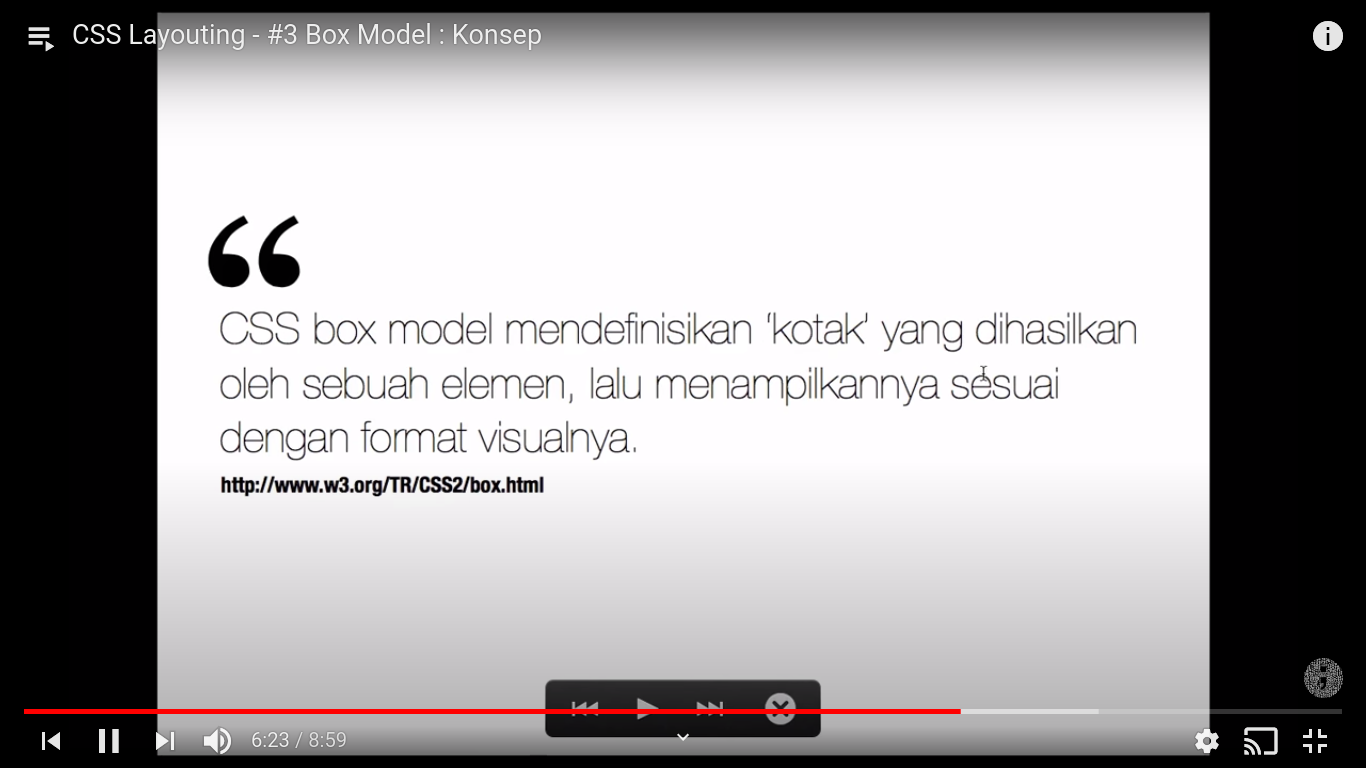 CSS Layouting - #3 Box Model : Konsep
“
CSS box model mendefinisikan ‘kotak’ yang dihasilkan
oleh sebuah elemen, lalu menampilkannya sesuai
dengan format visualnya.
http://www.w3.org/TR/CSS2/box.html
6:23 / 8:59